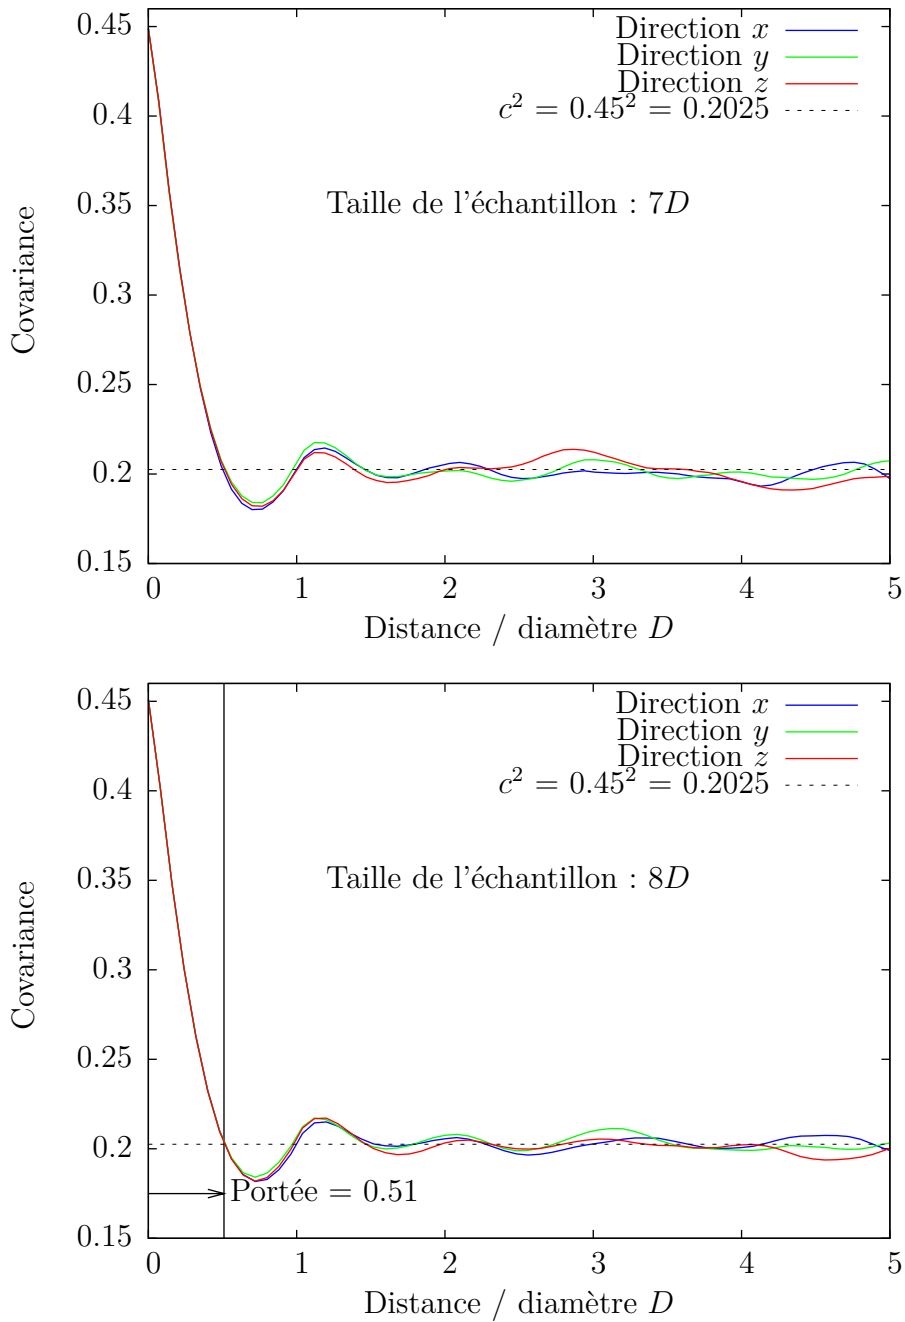 0.45
0.4
0.35
0.3
0.25
0.2
0.15
0
1
2
3
4
5
Covariance
Distance / diamètre D
Direction x
Direction y
Direction z
c² = 0.45² = 0.2025
Taille de l'échantillon : 7D
0.45
0.4
0.35
0.3
0.25
0.2
0.15
0
1
2
3
4
5
Covariance
Distance / diamètre D
Direction x
Direction y
Direction z
c² = 0.45² = 0.2025
Taille de l'échantillon : 8D
Portée = 0.51